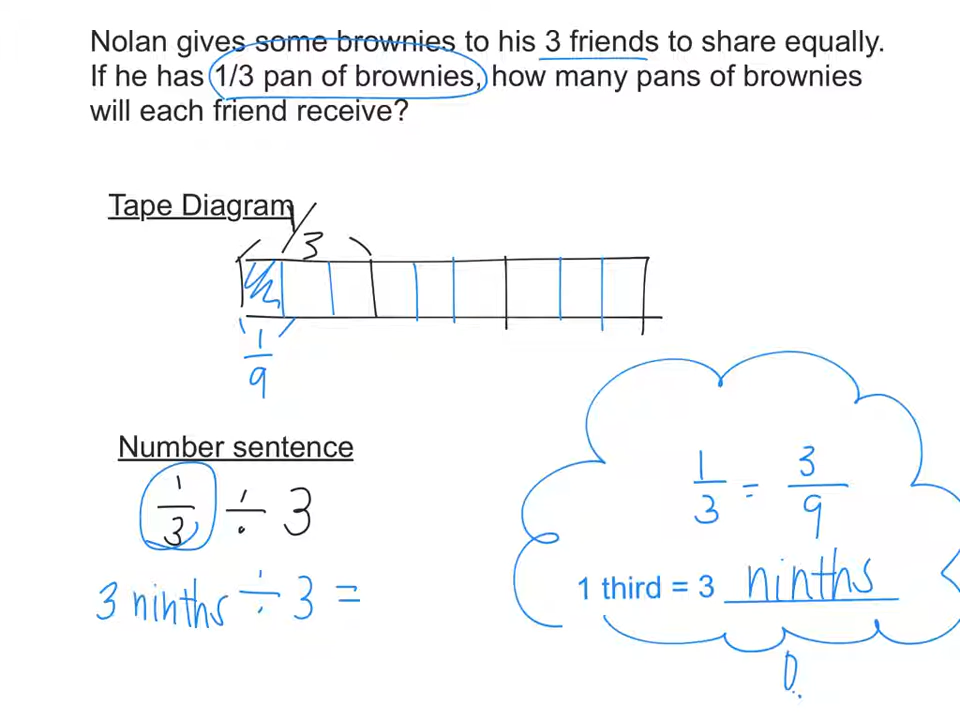 Nolan gives some brownies to his 3 friends to share equally.
If he has 1/3 pan of brownies, how many pans of brownies
will each friend receive?
Tape Diagram
1/3
1/9
Number sentence
1/3 ÷ 3
3 ninths ÷ 3 =
1/3 = 3/9
1 third = 3 ninths